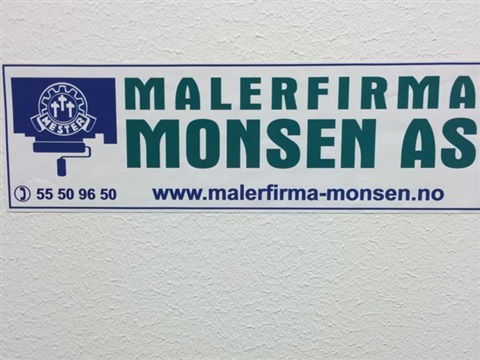 MALERFIRMA
MONSEN AS
MESTER
55 50 96 50
www.malerfirma-monsen.no